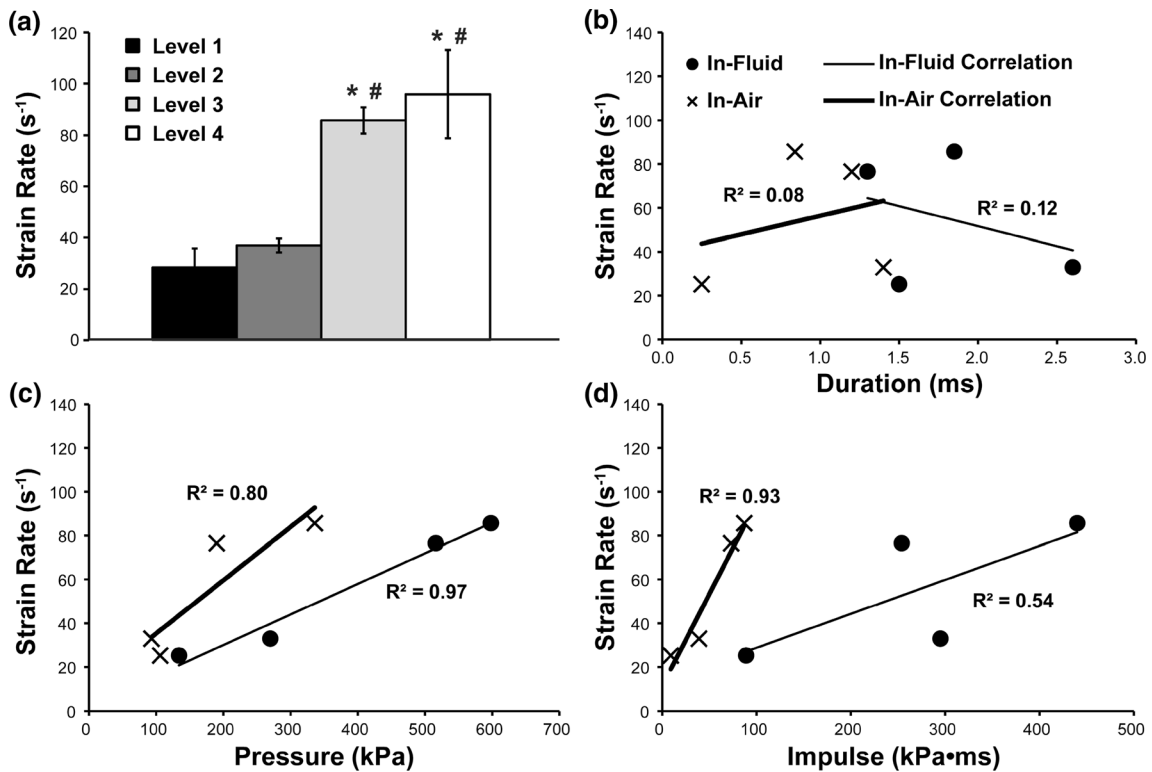 (a)
Strain Rate (s⁻¹)
120
100
80
60
40
20
0
Level 1
Level 2
Level 3
Level 4
* #
* #
(b)
Strain Rate (s⁻¹)
140
120
100
80
60
40
20
0
In-Fluid
In-Fluid Correlation
In-Air
In-Air Correlation
R² = 0.08
R² = 0.12
0.0 0.5 1.0 1.5 2.0 2.5 3.0
Duration (ms)
(c)
Strain Rate (s⁻¹)
140
120
100
80
60
40
20
0
R² = 0.80
R² = 0.97
0 100 200 300 400 500 600 700
Pressure (kPa)
(d)
Strain Rate (s⁻¹)
140
120
100
80
60
40
20
0
R² = 0.93
R² = 0.54
0 100 200 300 400 500
Impulse (kPa•ms)